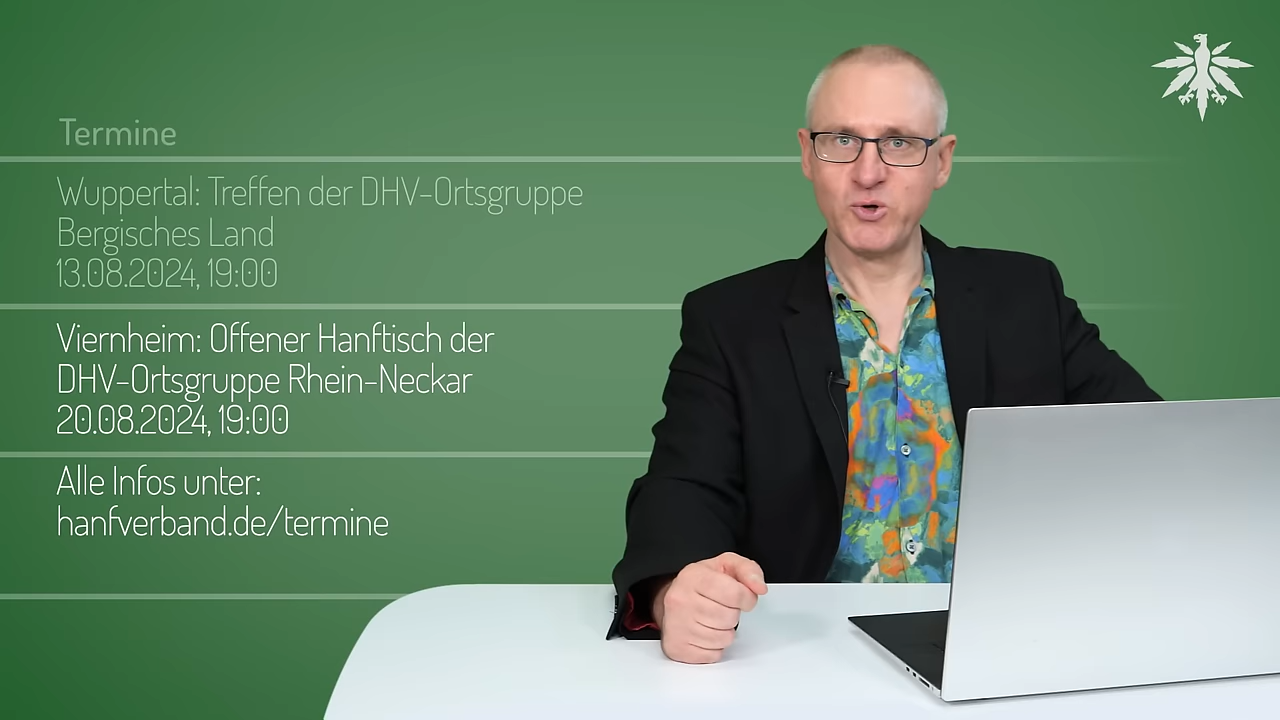 Termine
Wuppertal: Treffen der DHV-Ortsgruppe
Bergisches Land
13.08.2024, 19:00
Viernheim: Offener Hanftisch der
DHV-Ortsgruppe Rhein-Neckar
20.08.2024, 19:00
Alle Infos unter:
hanfverband.de/termine